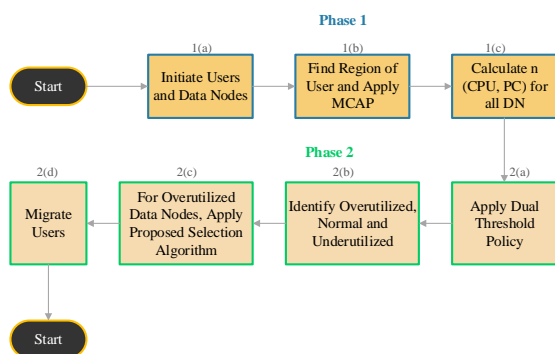 Phase 1
1(a)
1(b)
1(c)
Start
Initiate Users
and Data Nodes
Find Region of
User and Apply
MCAP
Calculate n
(CPU, PC) for
all DN
Phase 2
2(d)
2(c)
2(b)
2(a)
Migrate
Users
For Overutilized
Data Nodes, Apply
Proposed Selection
Algorithm
Identify Overutilized,
Normal and
Underutilized
Apply Dual
Threshold
Policy
Start